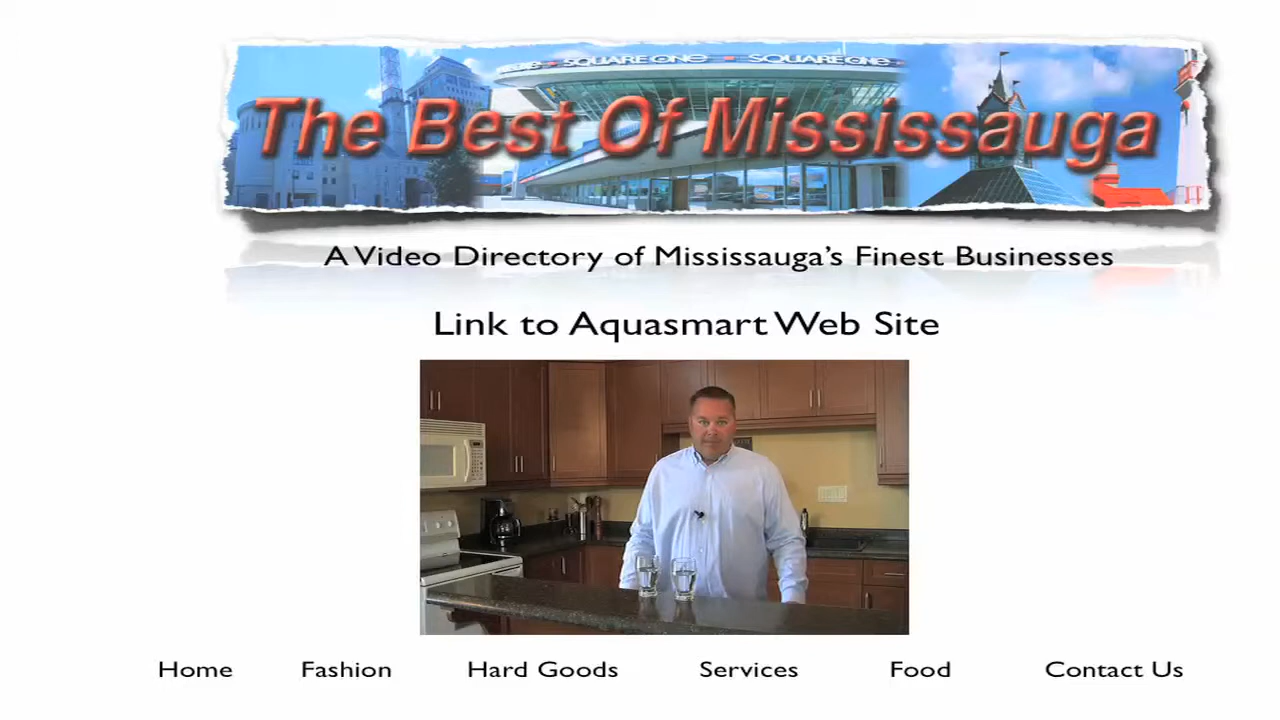 SQUARE ONE SQUARE ONE
The Best Of Mississauga
A Video Directory of Mississauga's Finest Businesses
Link to Aquasmart Web Site
Home Fashion Hard Goods Services Food Contact Us